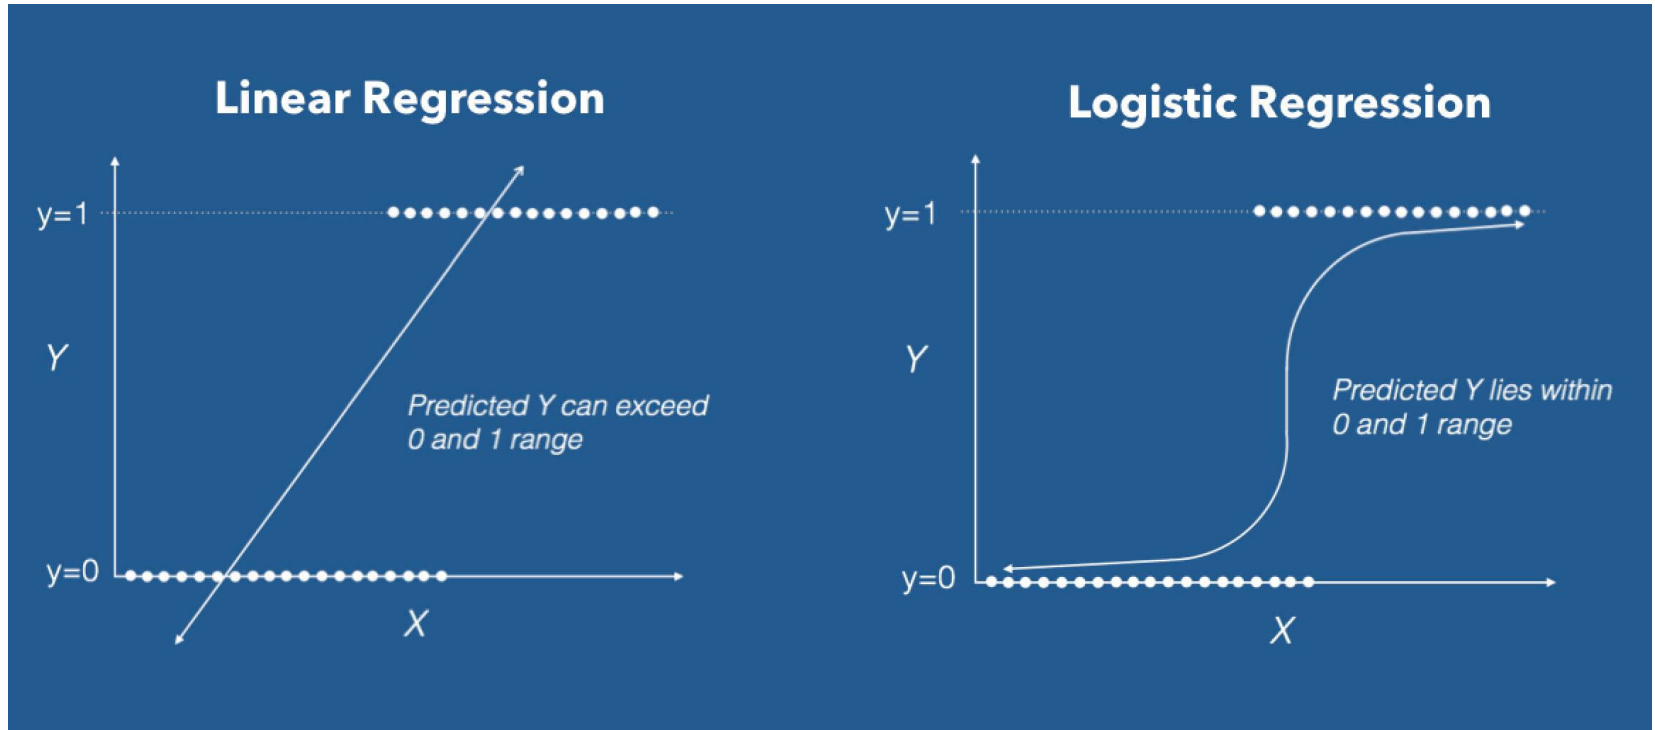 Linear Regression
y=1
Y
Predicted Y can exceed
0 and 1 range
y=0
X
Logistic Regression
y=1
Y
Predicted Y lies within
0 and 1 range
y=0
X